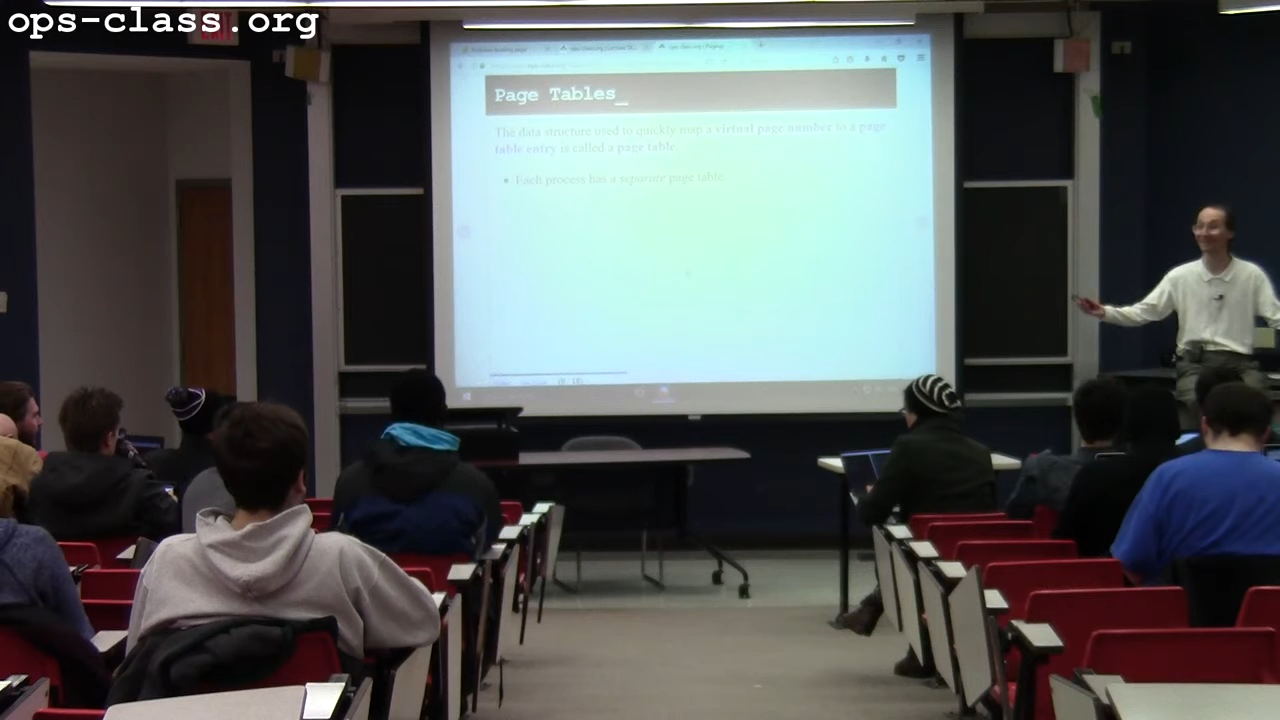 ops-class.org
EXIT
Page Tables_
The data structure used to quickly map a virtual page number to a page
table entry is called a page table.
Each process has a separate page table.